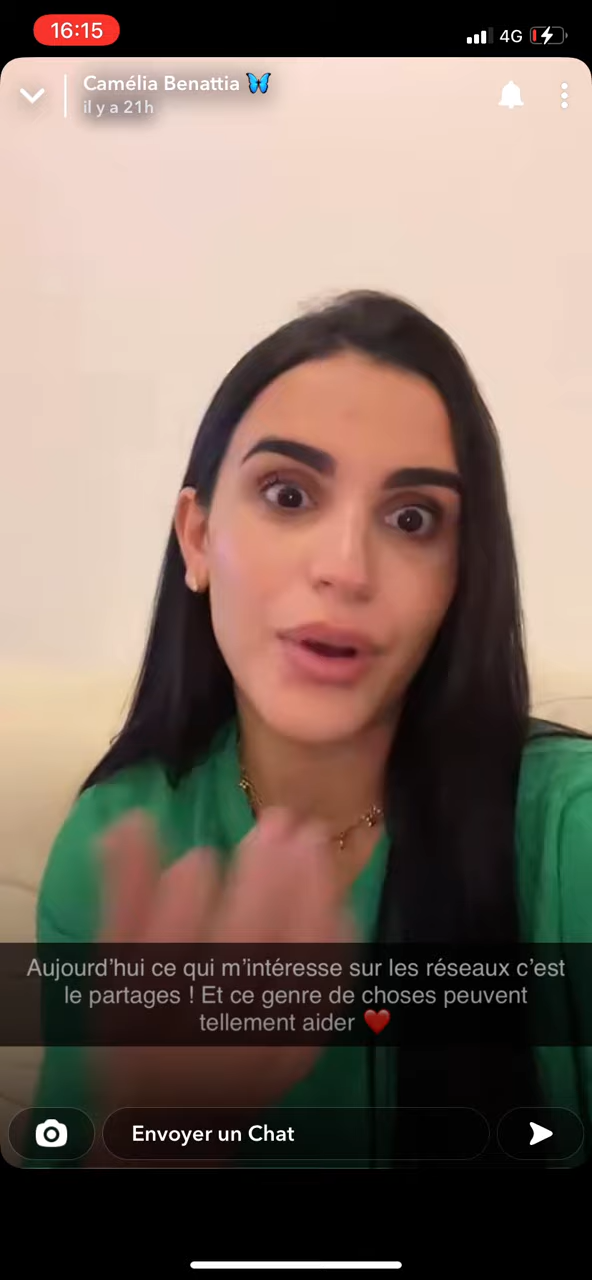 16:15
4G
Camélia Benattia 🦋
il y a 21h
Aujourd’hui ce qui m’intéresse sur les réseaux c’est
le partages ! Et ce genre de choses peuvent
tellement aider ❤️
Envoyer un Chat